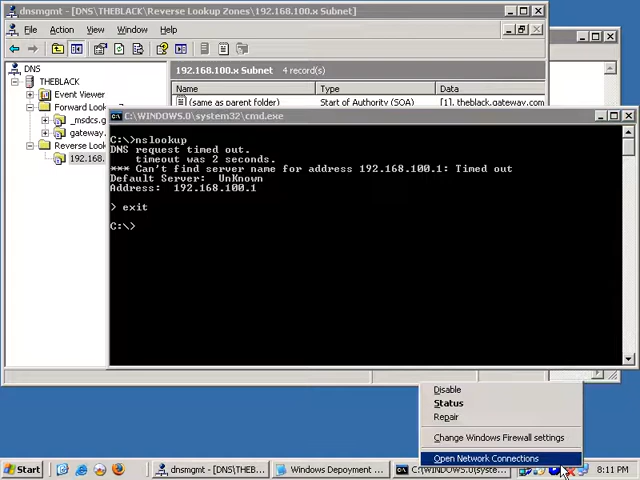 dnsmgmt - [DNS\THEBLACK\Reverse Lookup Zones\192.168.100.x Subnet]
File Action View Window Help
DNS
THEBLACK
Event Viewer
Forward Look
_msdcs.g
gateway.
Reverse Look
192.168.
192.168.100.x Subnet 4 record(s)
Name Type Data
(same as parent folder) Start of Authority (SOA) [1], theblack.gateway.com
C:\WINDOWS.0\system32\cmd.exe
C:\>nslookup
DNS request timed out.
timeout was 2 seconds.
*** Can't find server name for address 192.168.100.1: Timed out
Default Server: UnKnown
Address: 192.168.100.1
> exit
C:\>
Disable
Status
Repair
Change Windows Firewall settings
Open Network Connections
Start dnsmgmt - [DNS\THE... Windows Depoyment ... C:\WINDOWS.0\syste... 8:11 PM